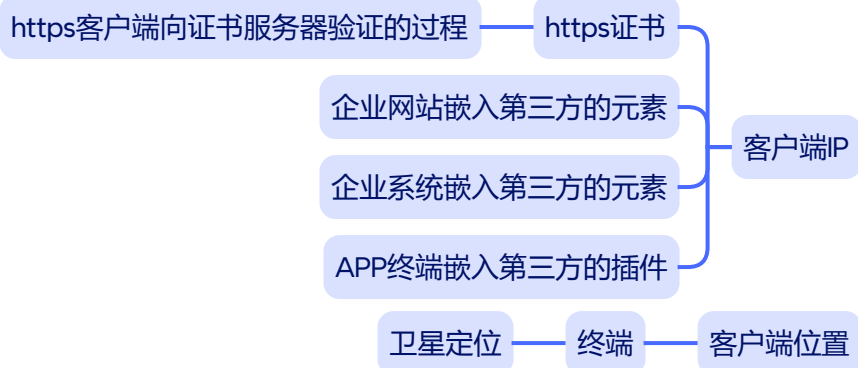 https客户端向证书服务器验证的过程
https证书
企业网站嵌入第三方的元素
客户端IP
企业系统嵌入第三方的元素
APP终端嵌入第三方的插件
卫星定位
终端
客户端位置